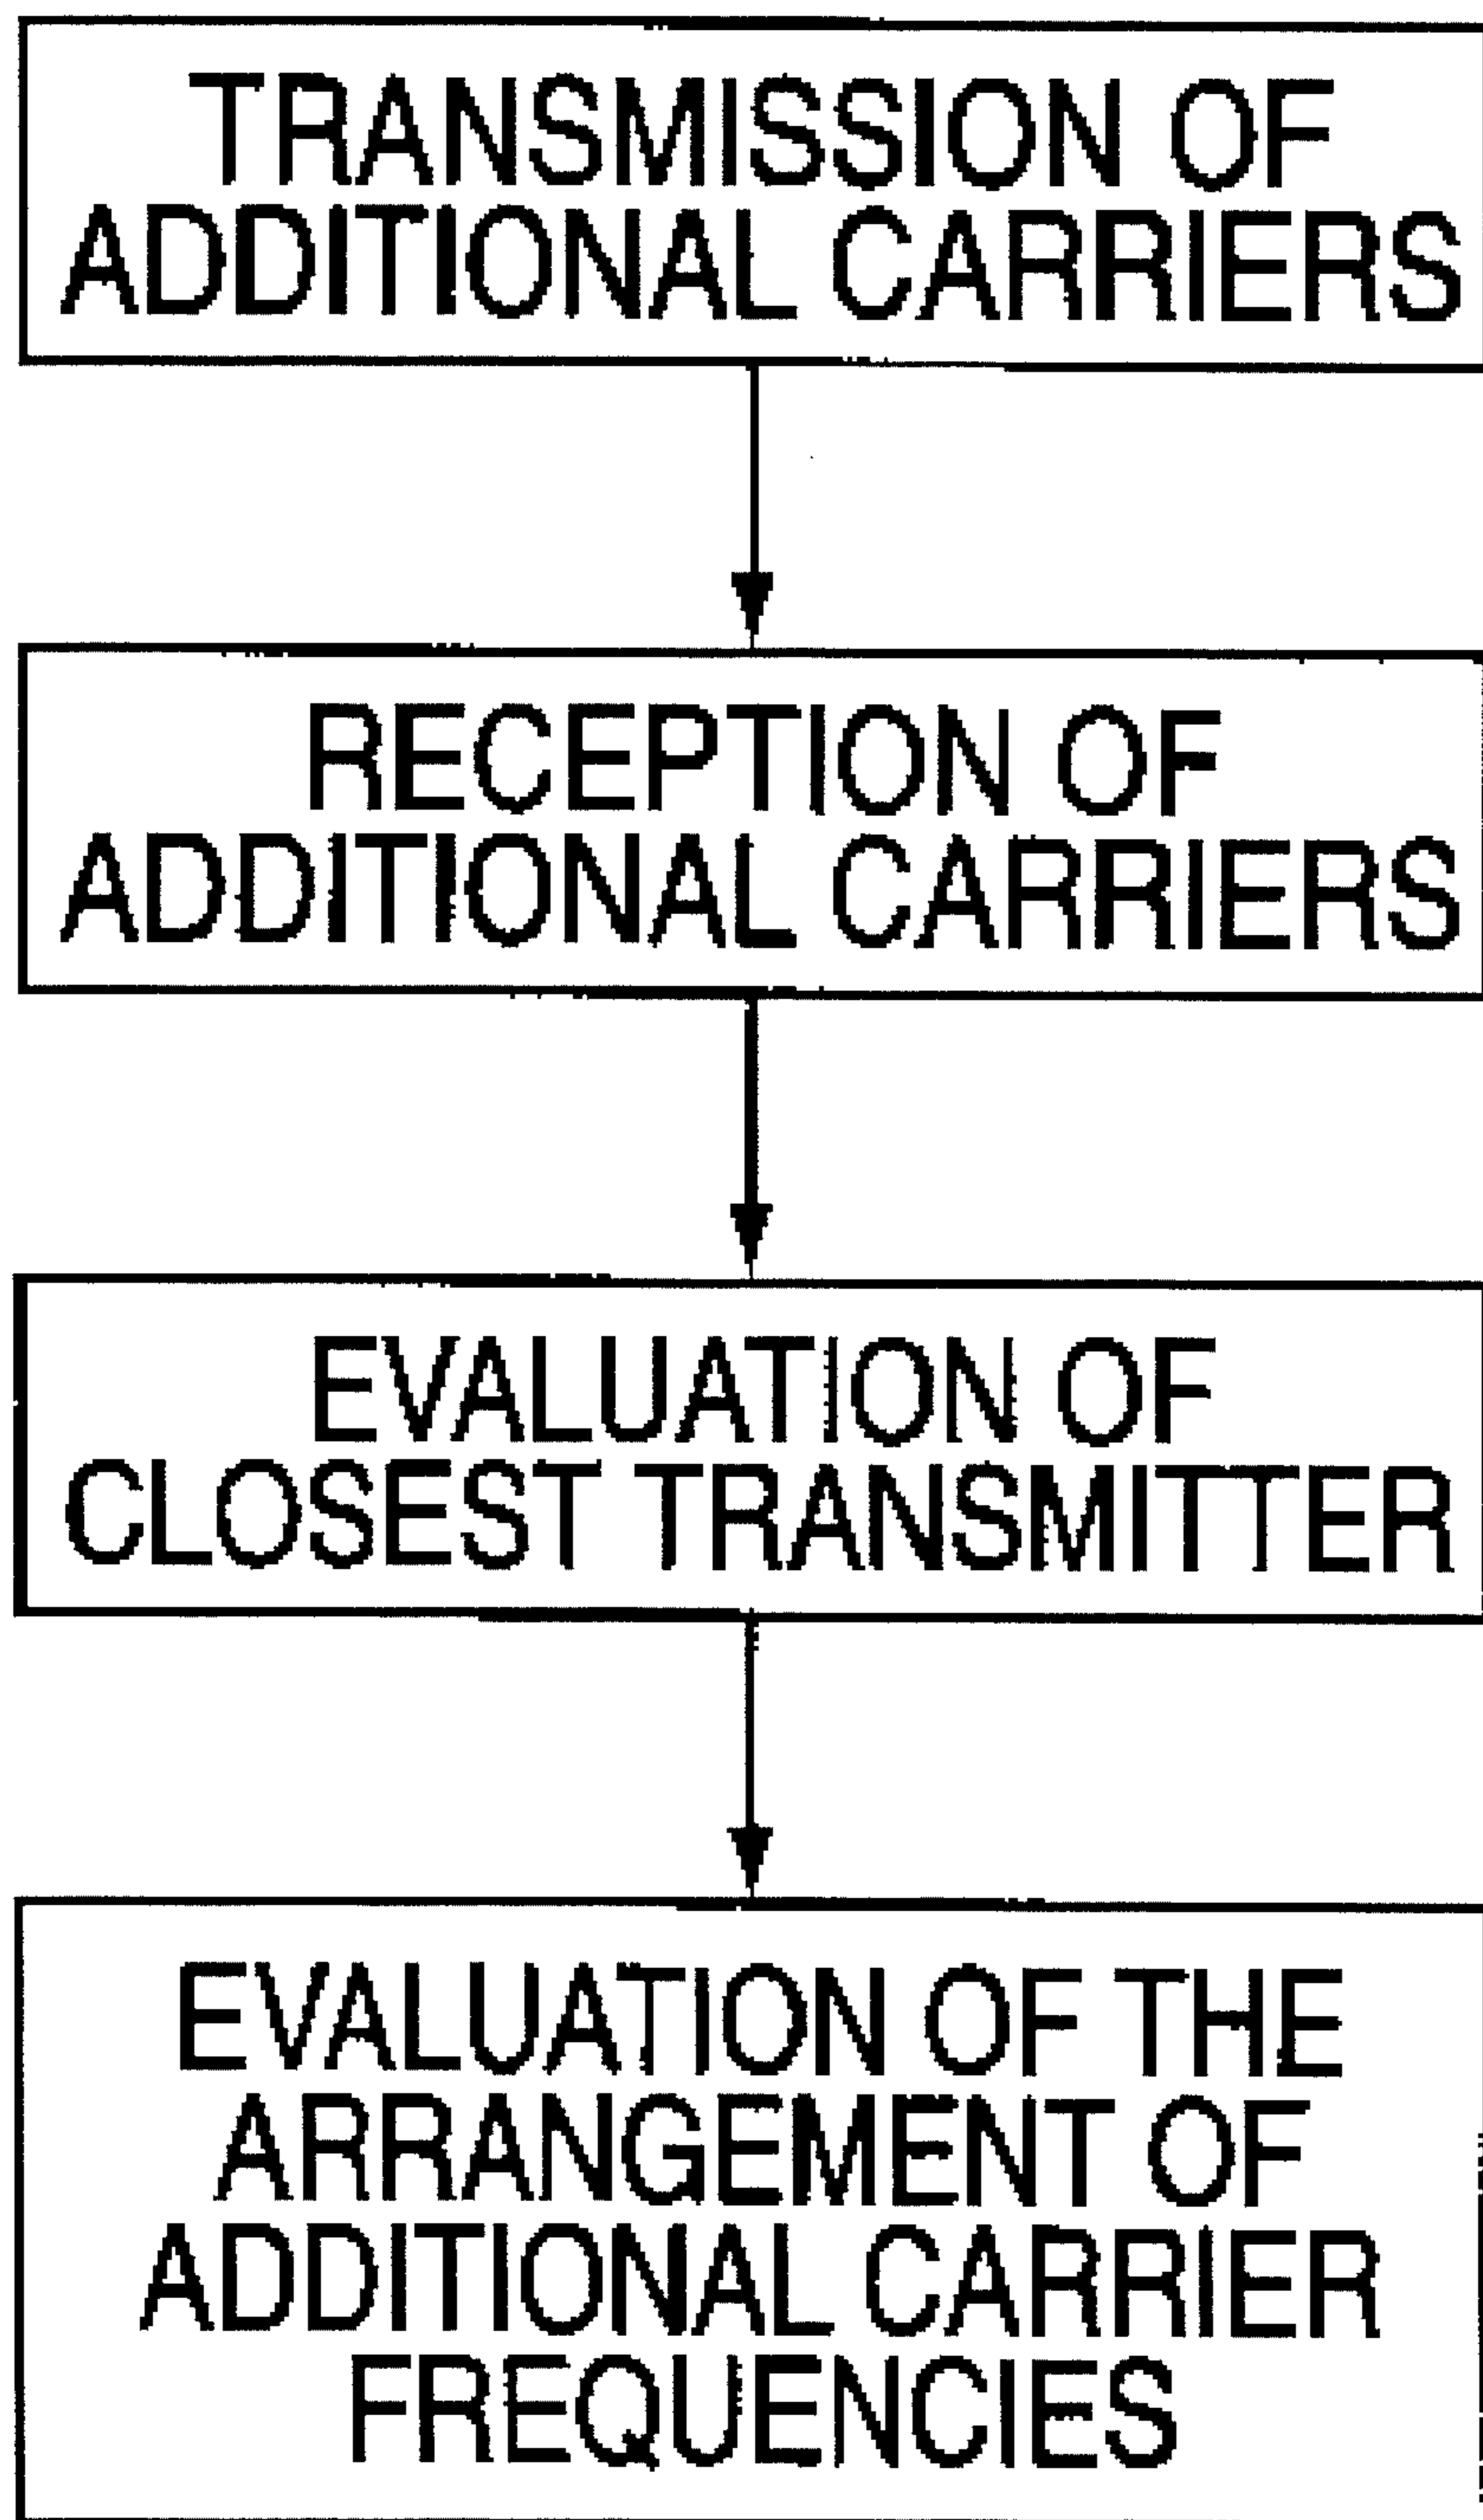 TRANSMISSION OF
ADDITIONAL CARRIERS
RECEPTION OF
ADDITIONAL CARRIERS
EVALUATION OF
CLOSEST TRANSMITTER
EVALUATION OF THE
ARRANGEMENT OF
ADDITIONAL CARRIER
FREQUENCIES